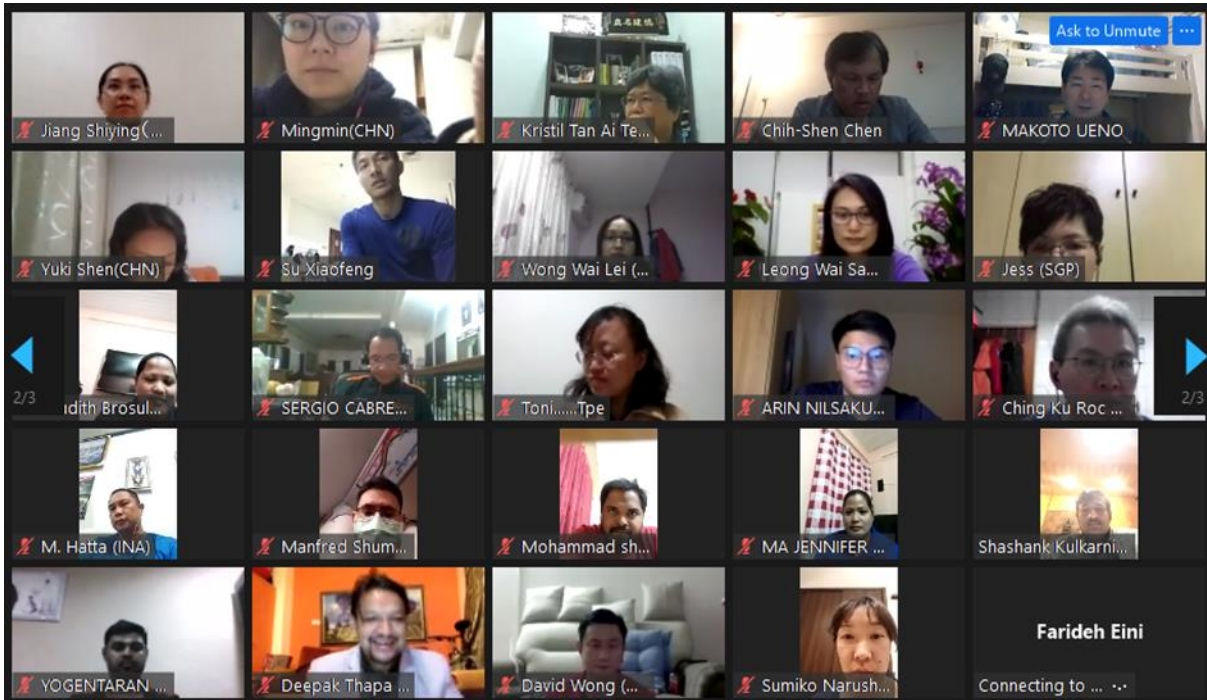 Ask to Unmute ...
Jiang Shiying(...
Mingmin(CHN)
Kristil Tan Ai Te...
Chih-Shen Chen
MAKOTO UENO
Yuki Shen(CHN)
Su Xiaofeng
Wong Wai Lei (...
Leong Wai Sa...
Jess (SGP)
2/3
idith Brosul...
SERGIO CABRE...
Toni......Tpe
ARIN NILSAKU...
Ching Ku Roc ...
2/3
M. Hatta (INA)
Manfred Shum...
Mohammad sh...
MA JENNIFER ...
Shashank Kulkarni...
YOGENTARAN ...
Deepak Thapa ...
David Wong (...
Sumiko Narush...
Farideh Eini
Connecting to ...